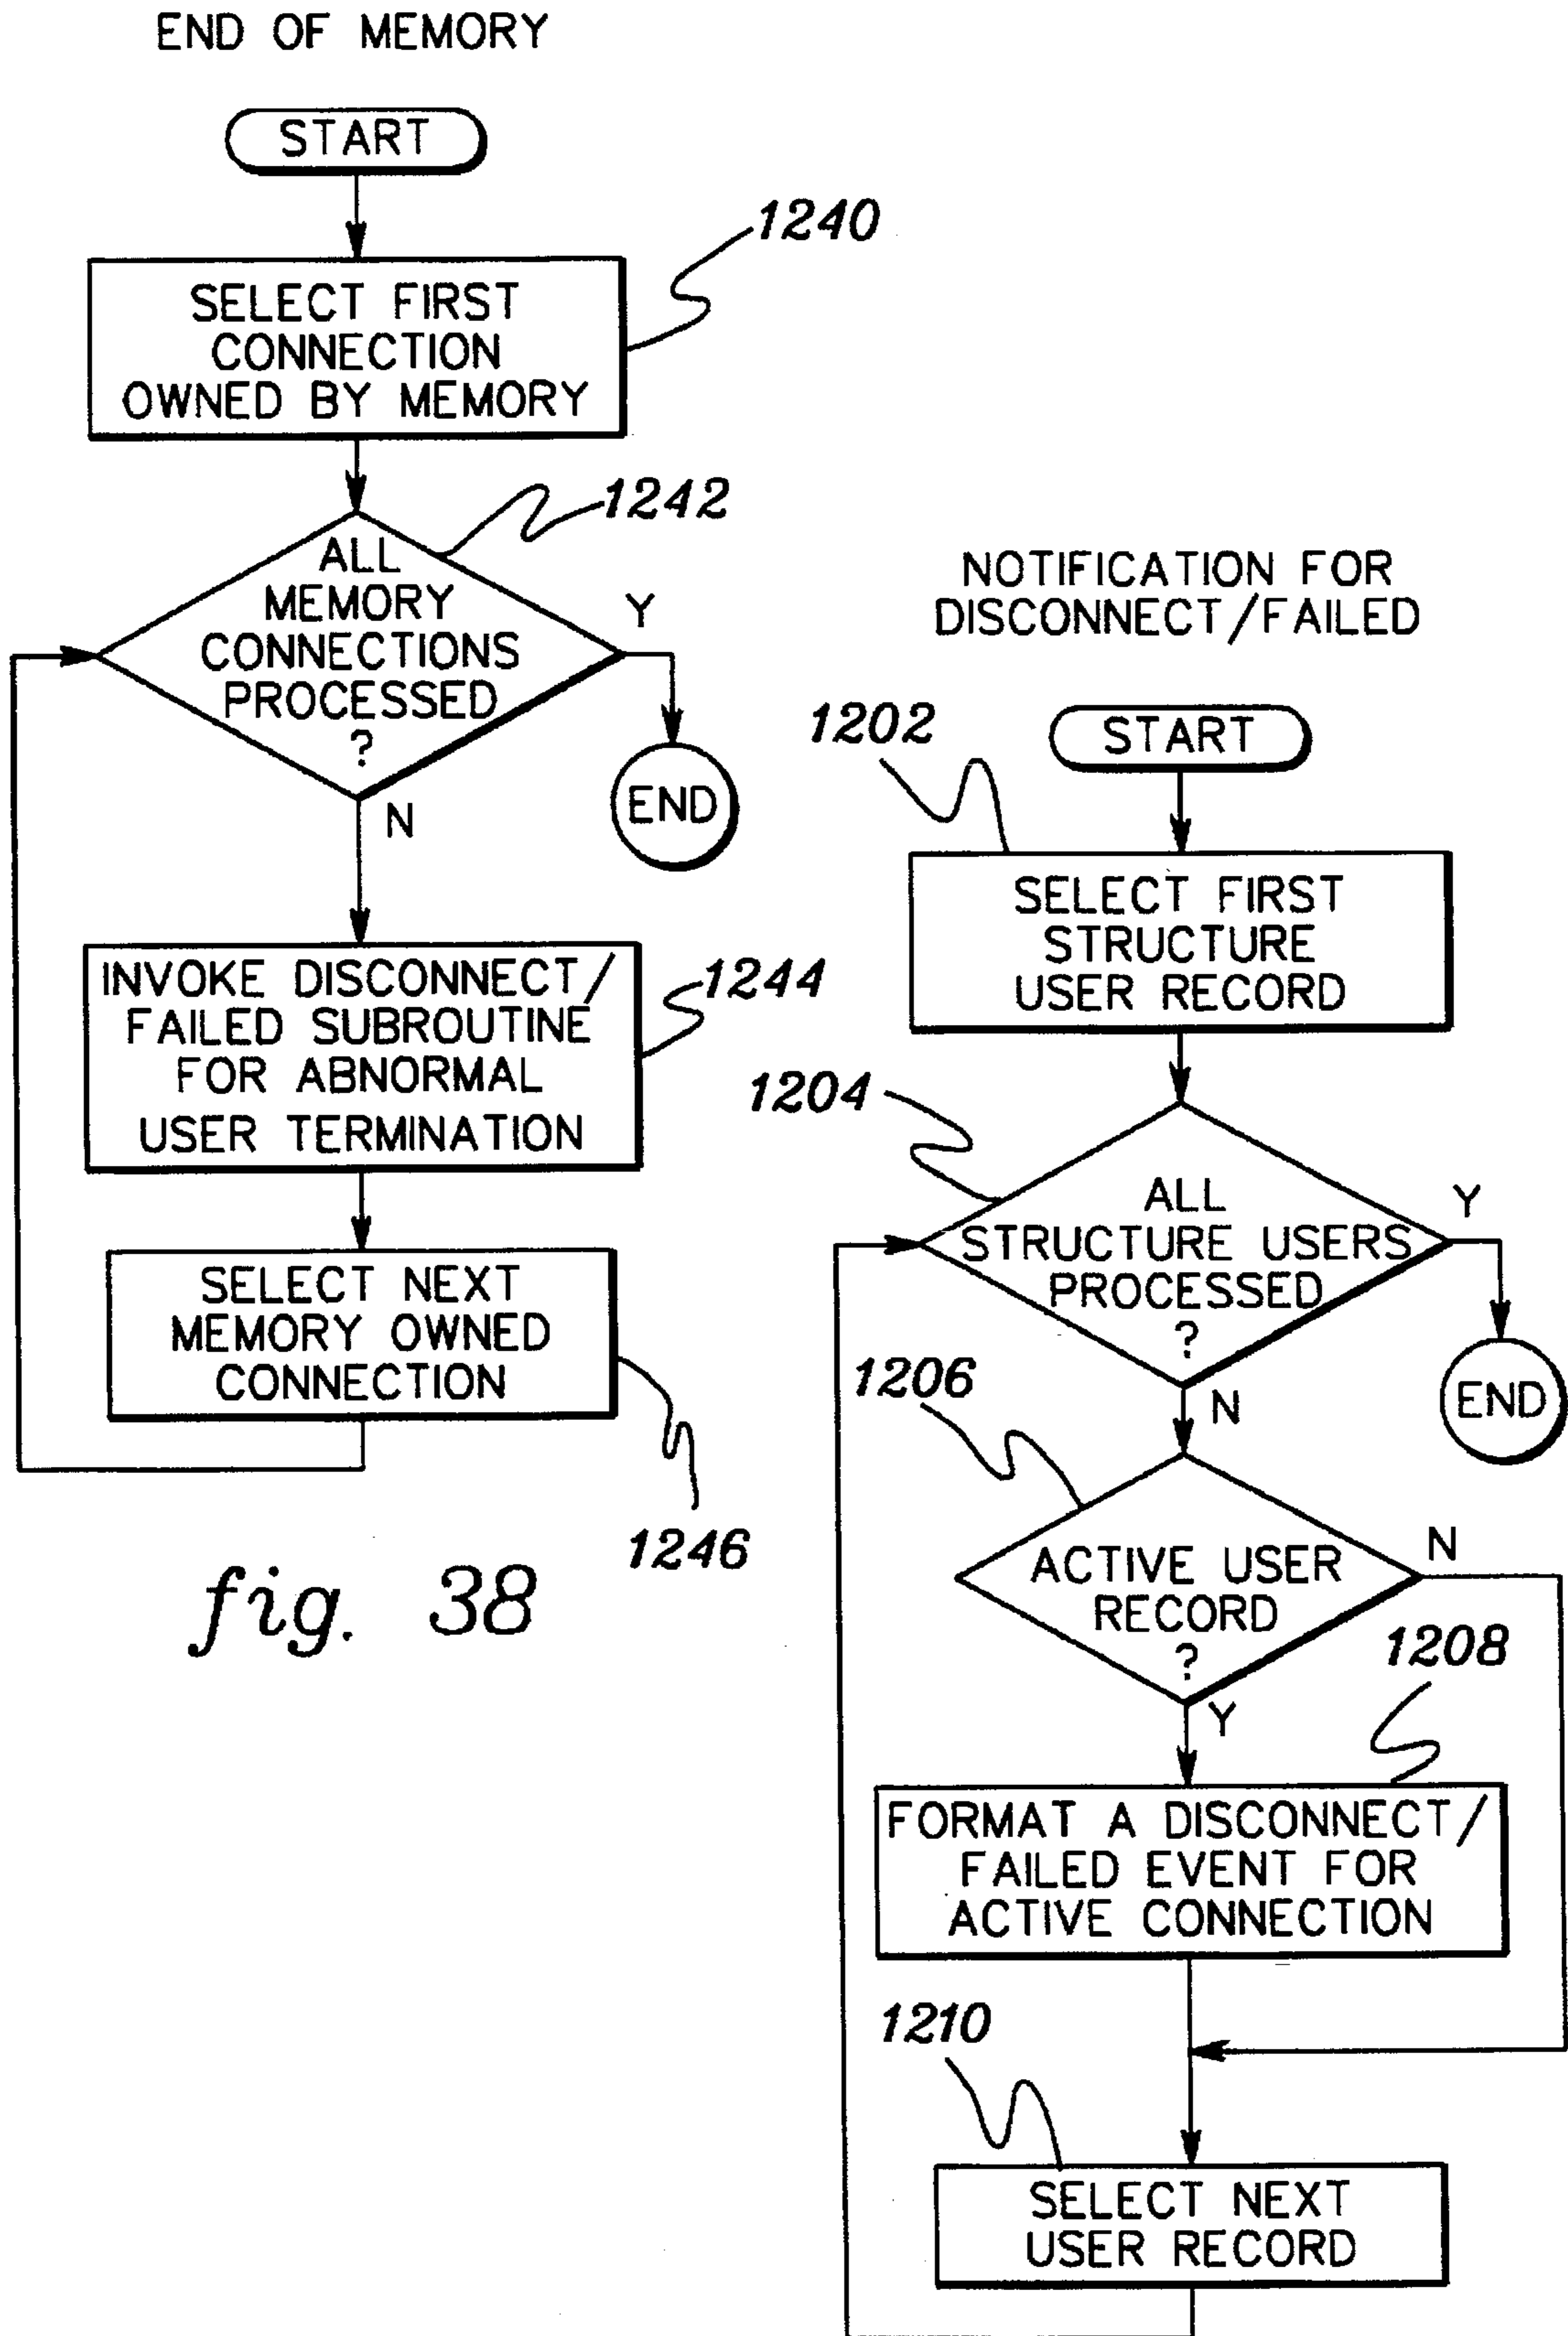 END OF MEMORY
START
1240
SELECT FIRST
CONNECTION
OWNED BY MEMORY
1242
ALL
MEMORY
CONNECTIONS
PROCESSED
?
Y
END
N
INVOKE DISCONNECT/
FAILED SUBROUTINE
FOR ABNORMAL
USER TERMINATION
1244
SELECT NEXT
MEMORY OWNED
CONNECTION
1246
fig. 38
NOTIFICATION FOR
DISCONNECT/FAILED
1202
START
SELECT FIRST
STRUCTURE
USER RECORD
1204
ALL
STRUCTURE USERS
PROCESSED
?
Y
END
N
1206
ACTIVE USER
RECORD
?
N
Y
1208
FORMAT A DISCONNECT/
FAILED EVENT FOR
ACTIVE CONNECTION
1210
SELECT NEXT
USER RECORD